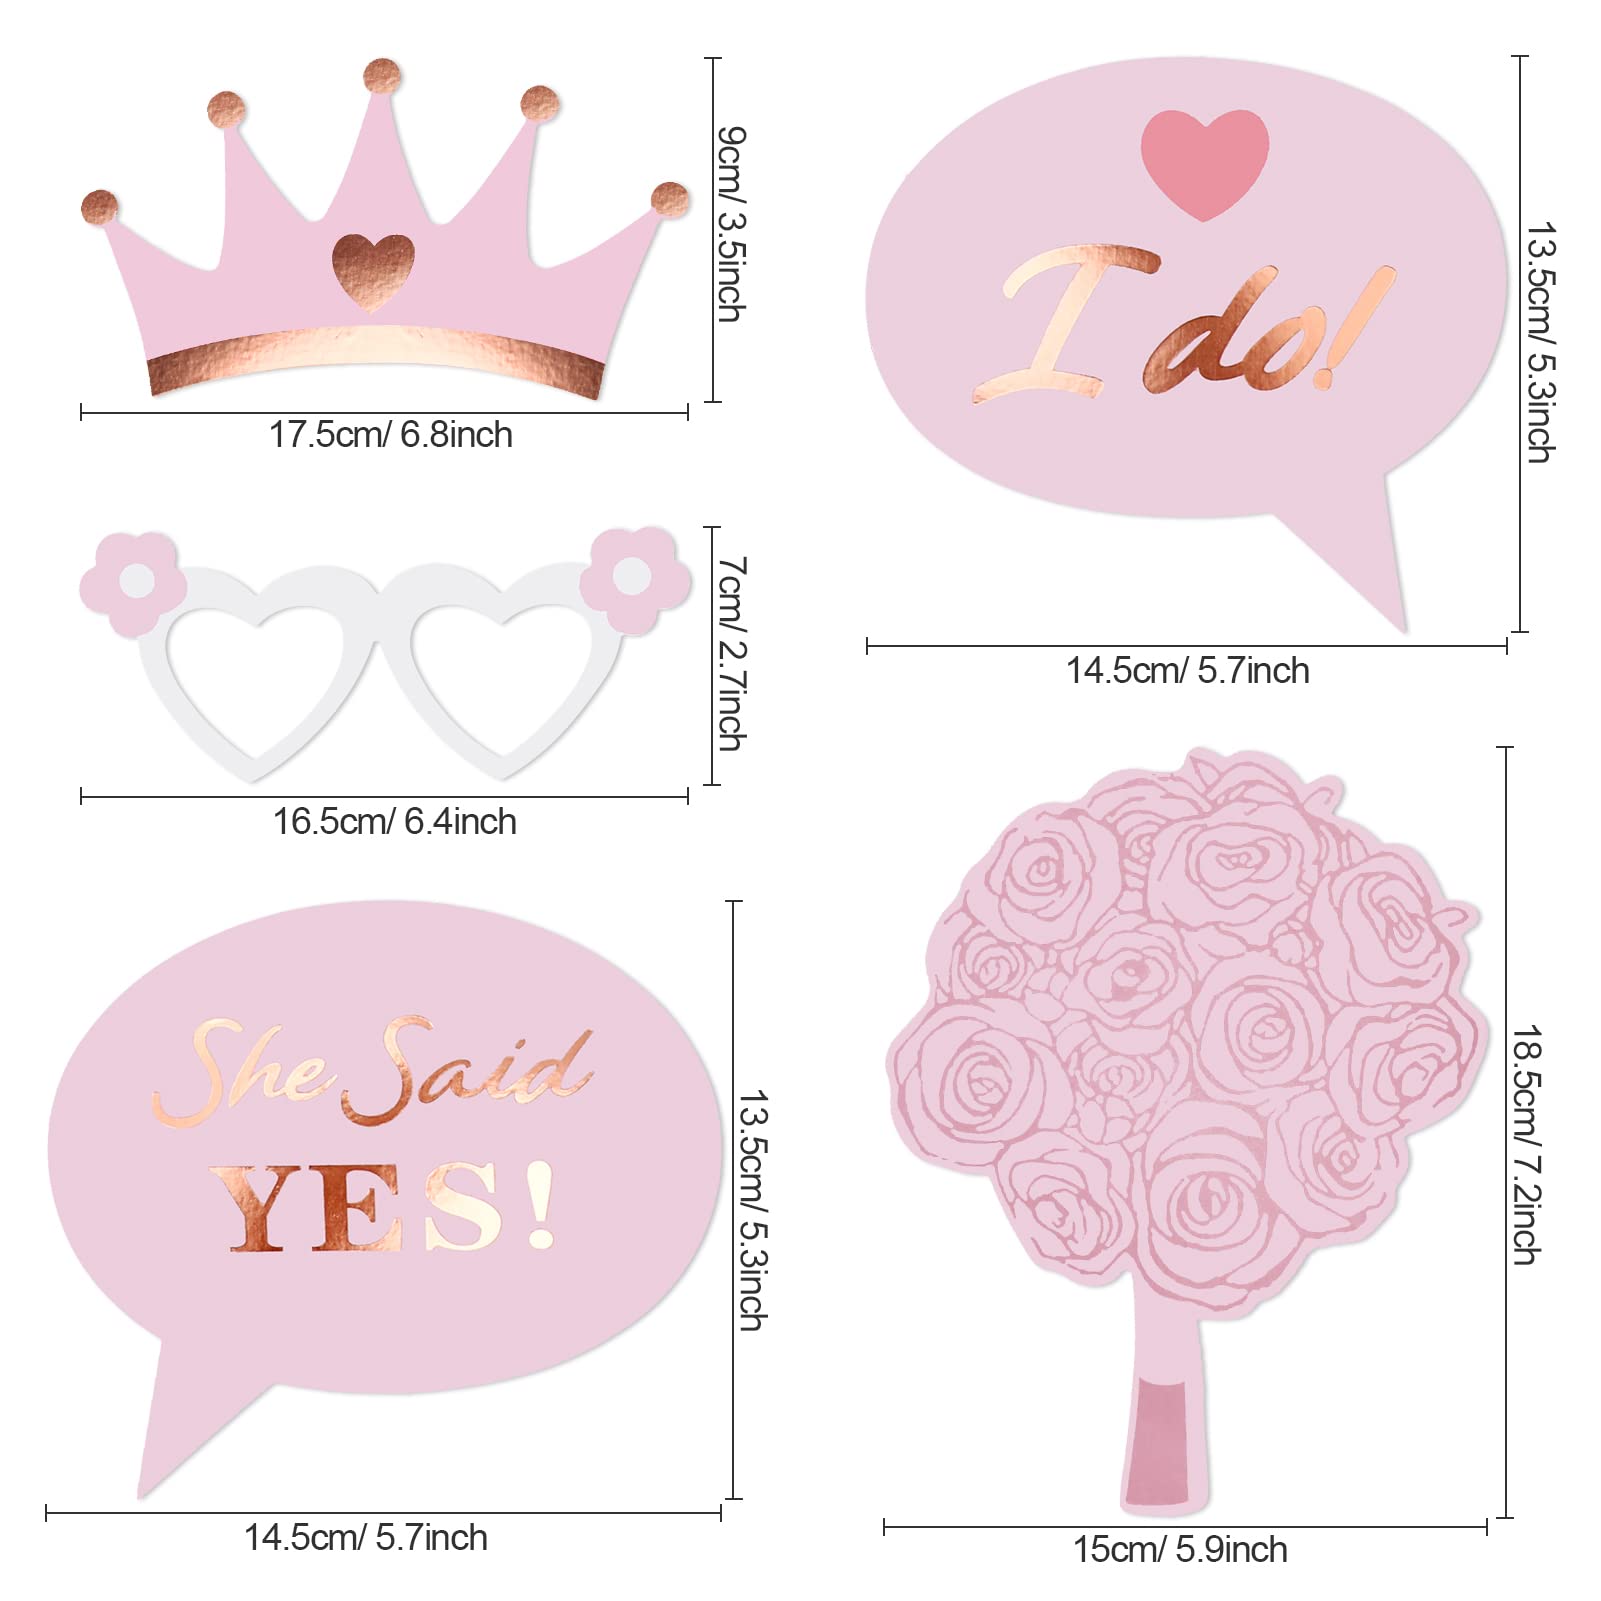 9cm/ 3.5inch
17.5cm/ 6.8inch
I do!
13.5cm/ 5.3inch
14.5cm/ 5.7inch
7cm/ 2.7inch
16.5cm/ 6.4inch
She Said
YES!
13.5cm/ 5.3inch
14.5cm/ 5.7inch
18.5cm/ 7.2inch
15cm/ 5.9inch